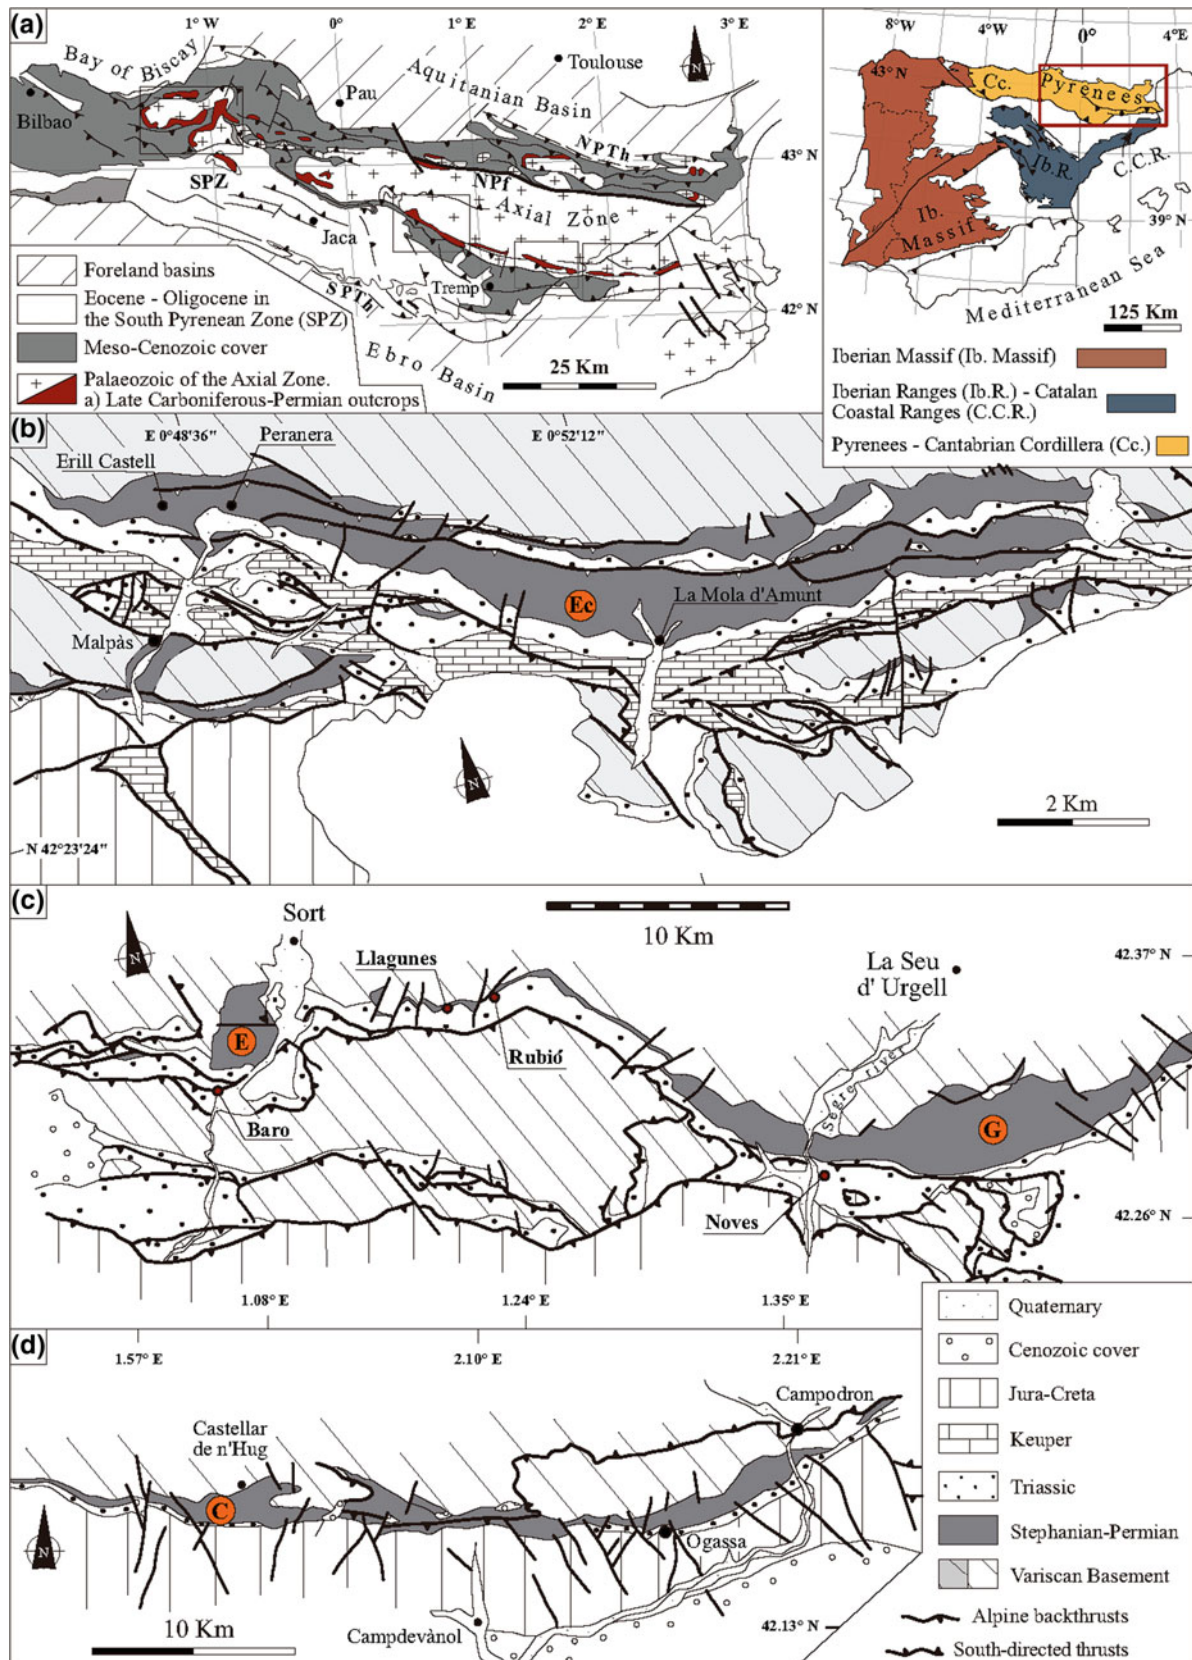 (a)
1° W
0°
1° E
2° E
3° E
Bay of Biscay
Bilbao
Pau
Toulouse
Aquitanian Basin
NPTh
43° N
SPZ
NPf
Axial Zone
Jaca
SPTh
Tremp
42° N
Ebro Basin
25 Km
N
Foreland basins
Eocene - Oligocene in
the South Pyrenean Zone (SPZ)
Meso-Cenozoic cover
Palaeozoic of the Axial Zone.
a) Late Carboniferous-Permian outcrops
8°W
4°W
0°
4°E
43° N
Cc.
Pyrenees
Ib.R.
C.C.R.
39° N
Ib.
Massif
Mediterranean Sea
125 Km
Iberian Massif (Ib. Massif)
Iberian Ranges (Ib.R.) - Catalan
Coastal Ranges (C.C.R.)
Pyrenees - Cantabrian Cordillera (Cc.)
(b)
E 0°48'36"
Peranera
E 0°52'12"
Erill Castell
Ec
La Mola d'Amunt
Malpàs
N
2 Km
N 42°23'24"
(c)
Sort
10 Km
N
Llagunes
La Seu
d' Urgell
42.37° N
E
Rubió
Segre river
Baro
G
Noves
42.26° N
1.08° E
1.24° E
1.35° E
(d)
1.57° E
2.10° E
2.21° E
Campodron
Castellar
de n'Hug
C
N
Ogassa
Campdevànol
42.13° N
10 Km
Quaternary
Cenozoic cover
Jura-Creta
Keuper
Triassic
Stephanian-Permian
Variscan Basement
Alpine backthrusts
South-directed thrusts